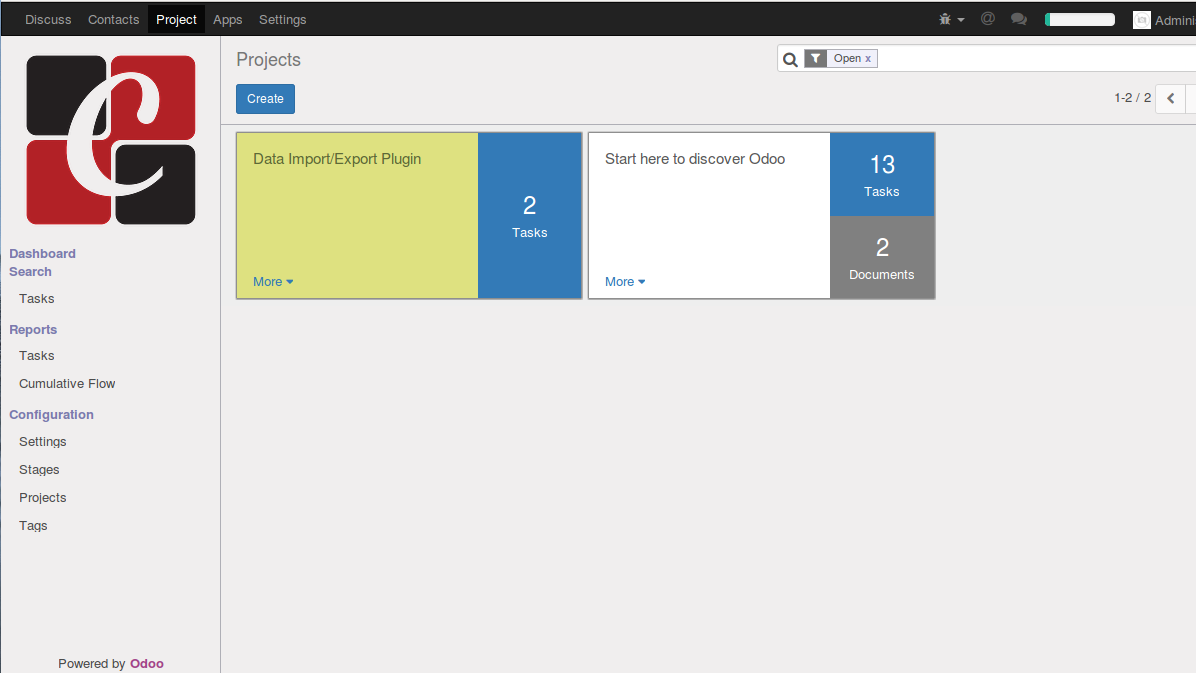 Discuss Contacts Project Apps Settings Admini
C
Projects
Open x
Create
1-2 / 2
Data Import/Export Plugin
2
Tasks
More
Start here to discover Odoo
13
Tasks
2
Documents
More
Dashboard
Search
Tasks
Reports
Tasks
Cumulative Flow
Configuration
Settings
Stages
Projects
Tags
Powered by Odoo